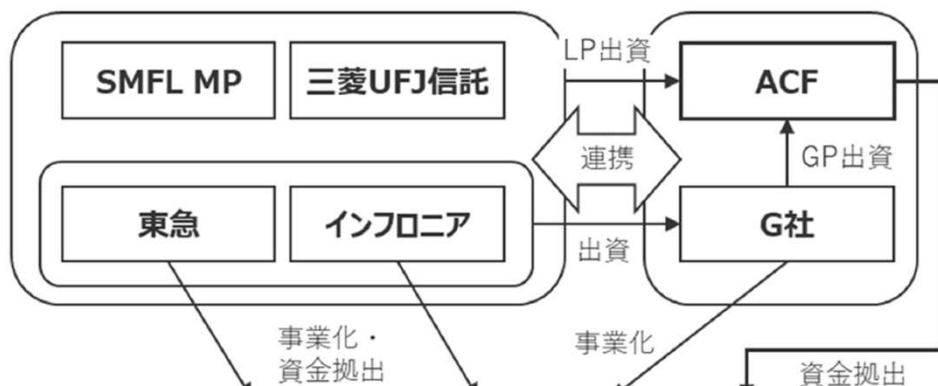 SMFL MP
三菱UFJ信託
LP出資
ACF
連携
GP出資
東急
インフロニア
出資
G社
事業化・
資金拠出
事業化
資金拠出